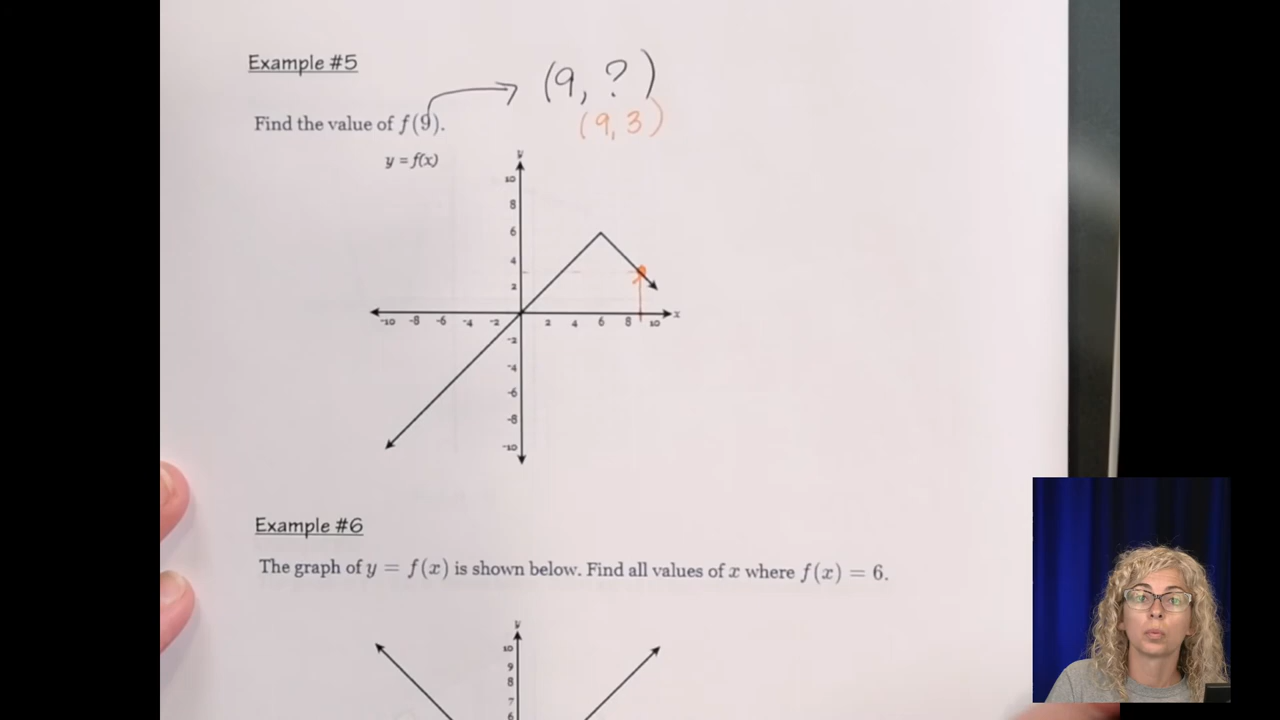 Example #5
(9, ?)
Find the value of f(9).
(9, 3)
y = f(x)
y
10
8
6
4
2
-10 -8 -6 -4 -2 2 4 6 8 10 x
-2
-4
-6
-8
-10
Example #6
The graph of y = f(x) is shown below. Find all values of x where f(x) = 6.
y
10
9
8
7
6